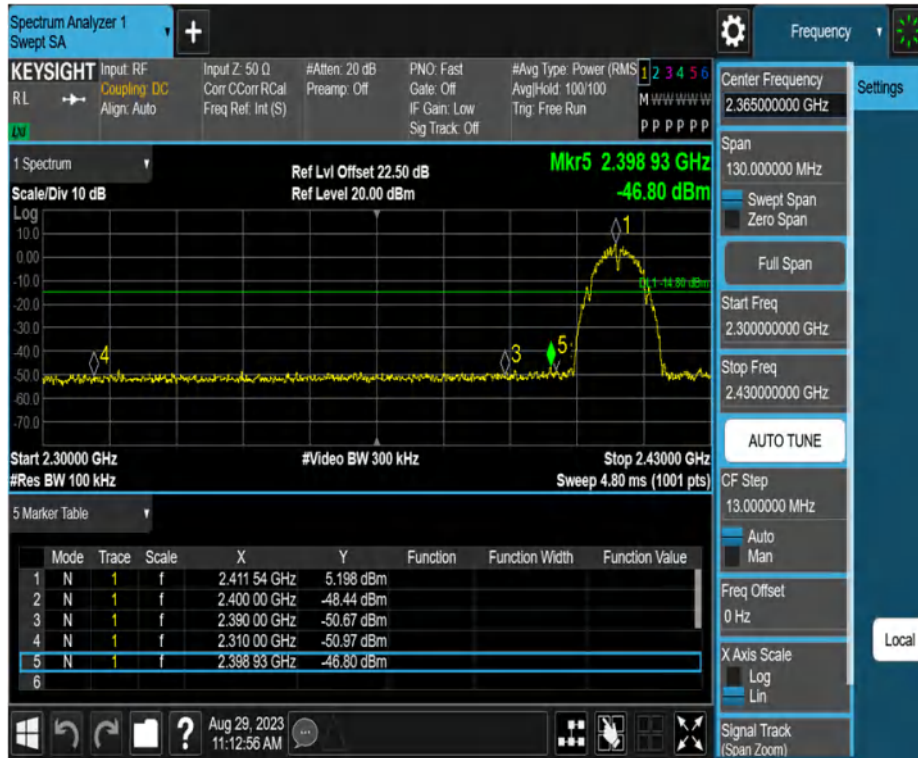 Spectrum Analyzer 1
Swept SA
Frequency
KEYSIGHT
RL
LXI
Input: RF
Coupling: DC
Align: Auto
Input Z: 50 Ω
Corr CCorr RCal
Freq Ref: Int (S)
#Atten: 20 dB
Preamp: Off
PNO: Fast
Gate: Off
IF Gain: Low
Sig Track: Off
#Avg Type: Power (RMS
Avg|Hold: 100/100
Trig: Free Run
1 2 3 4 5 6
M W W W W W
P P P P P P
1 Spectrum
Scale/Div 10 dB
Ref Lvl Offset 22.50 dB
Ref Level 20.00 dBm
Mkr5 2.398 93 GHz
-46.80 dBm
Log
10.0
0.00
-10.0
-20.0
-30.0
-40.0
-50.0
-60.0
-70.0
1
DL1 -14.80 dBm
4
3
5
Start 2.30000 GHz
#Video BW 300 kHz
Stop 2.43000 GHz
#Res BW 100 kHz
Sweep 4.80 ms (1001 pts)
5 Marker Table
Mode Trace Scale X Y Function Function Width Function Value
1 N 1 f 2.411 54 GHz 5.198 dBm
2 N 1 f 2.400 00 GHz -48.44 dBm
3 N 1 f 2.390 00 GHz -50.67 dBm
4 N 1 f 2.310 00 GHz -50.97 dBm
5 N 1 f 2.398 93 GHz -46.80 dBm
6
?
Aug 29, 2023
11:12:56 AM
Center Frequency
2.365000000 GHz
Span
130.000000 MHz
Swept Span
Zero Span
Full Span
Start Freq
2.300000000 GHz
Stop Freq
2.430000000 GHz
AUTO TUNE
CF Step
13.000000 MHz
Auto
Man
Freq Offset
0 Hz
X Axis Scale
Log
Lin
Signal Track
(Span Zoom)
Settings
Local